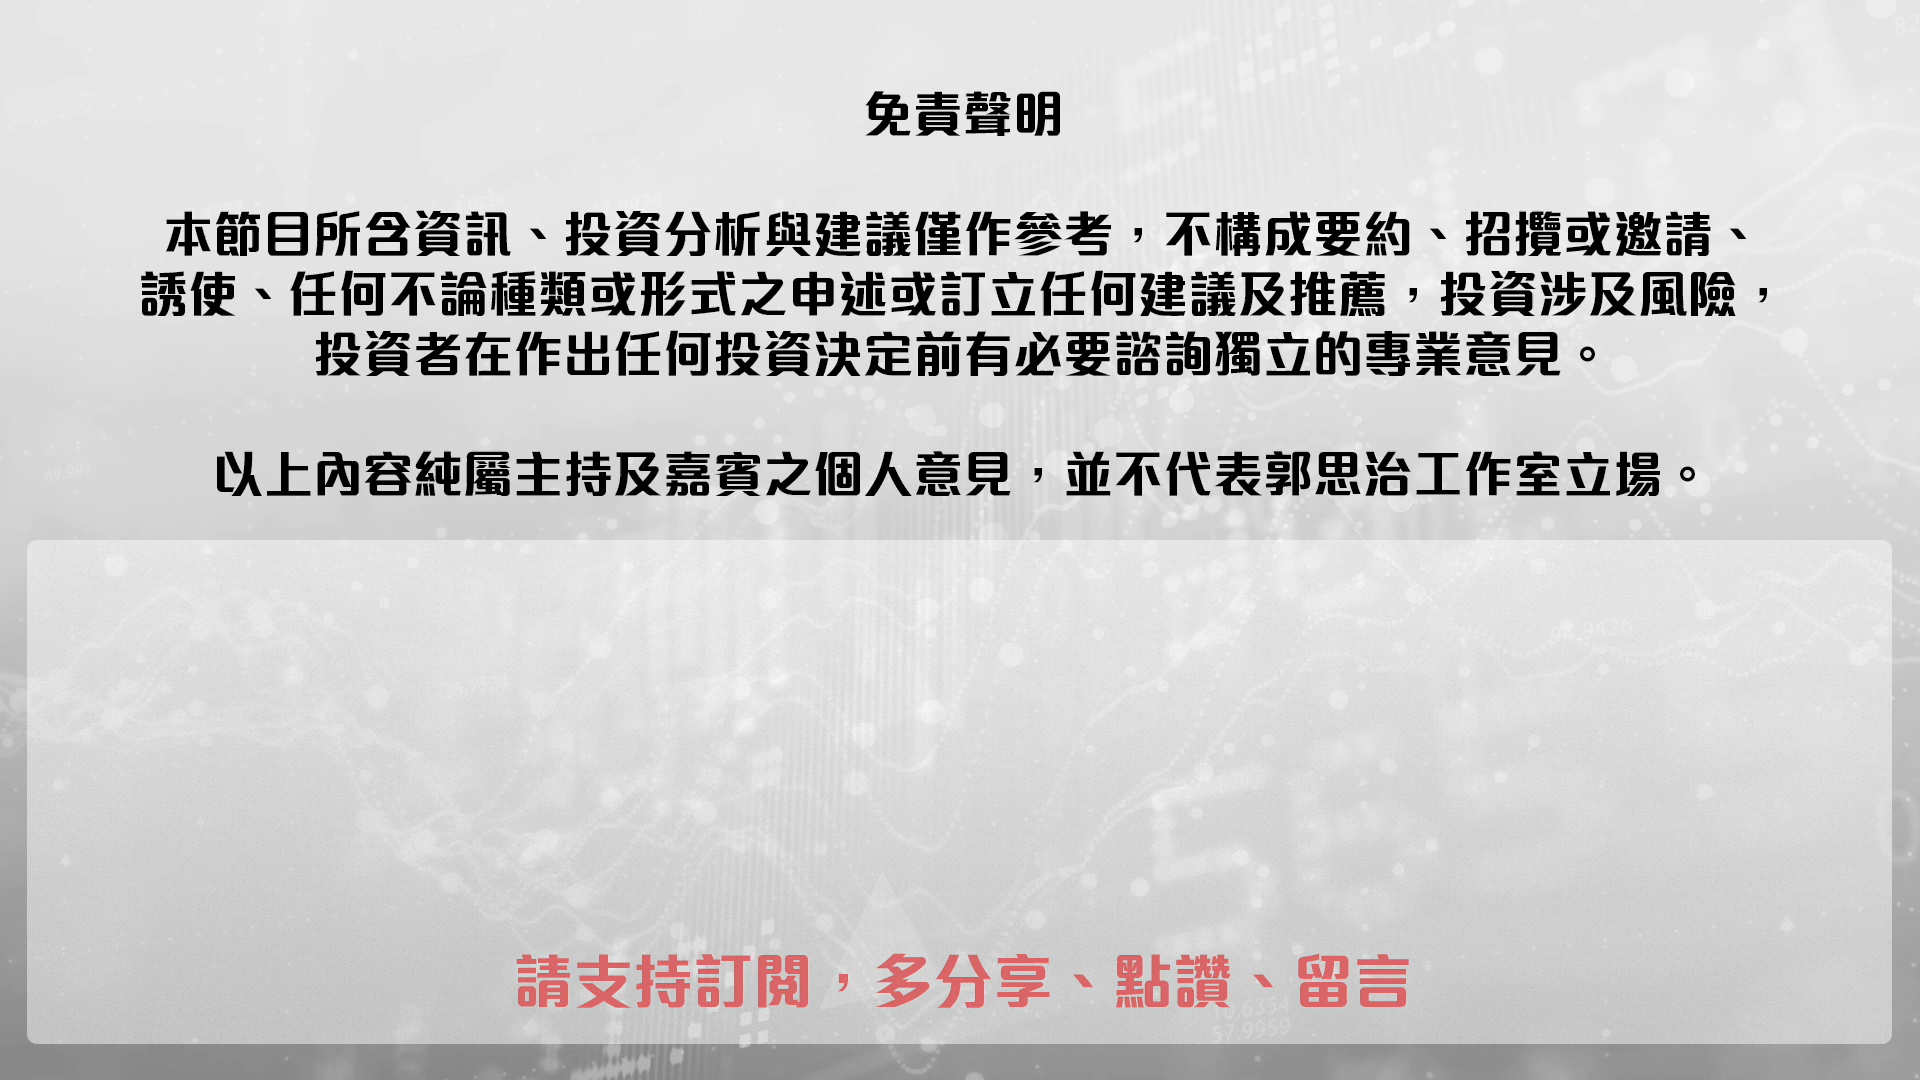 免責聲明
本節目所含資訊、投資分析與建議僅作參考，不構成要約、招攬或邀請、
誘使、任何不論種類或形式之申述或訂立任何建議及推薦，投資涉及風險，
投資者在作出任何投資決定前有必要諮詢獨立的專業意見。
以上內容純屬主持及嘉賓之個人意見，並不代表郭思治工作室立場。
請支持訂閱，多分享、點讚、留言
57.9959